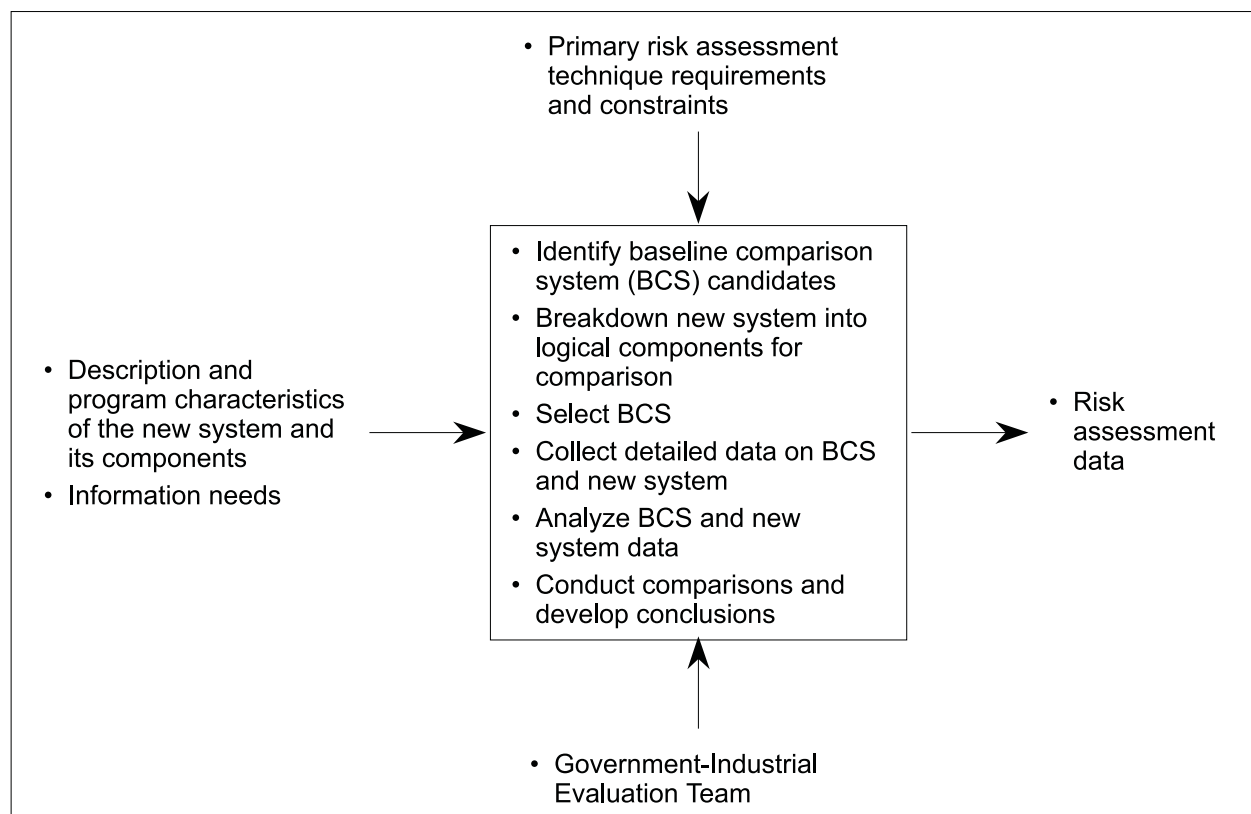 • Primary risk assessment
technique requirements
and constraints
• Identify baseline comparison
system (BCS) candidates
• Breakdown new system into
logical components for
comparison
• Select BCS
• Collect detailed data on BCS
and new system
• Analyze BCS and new
system data
• Conduct comparisons and
develop conclusions
• Description and
program characteristics
of the new system and
its components
• Information needs
• Risk
assessment
data
• Government-Industrial
Evaluation Team